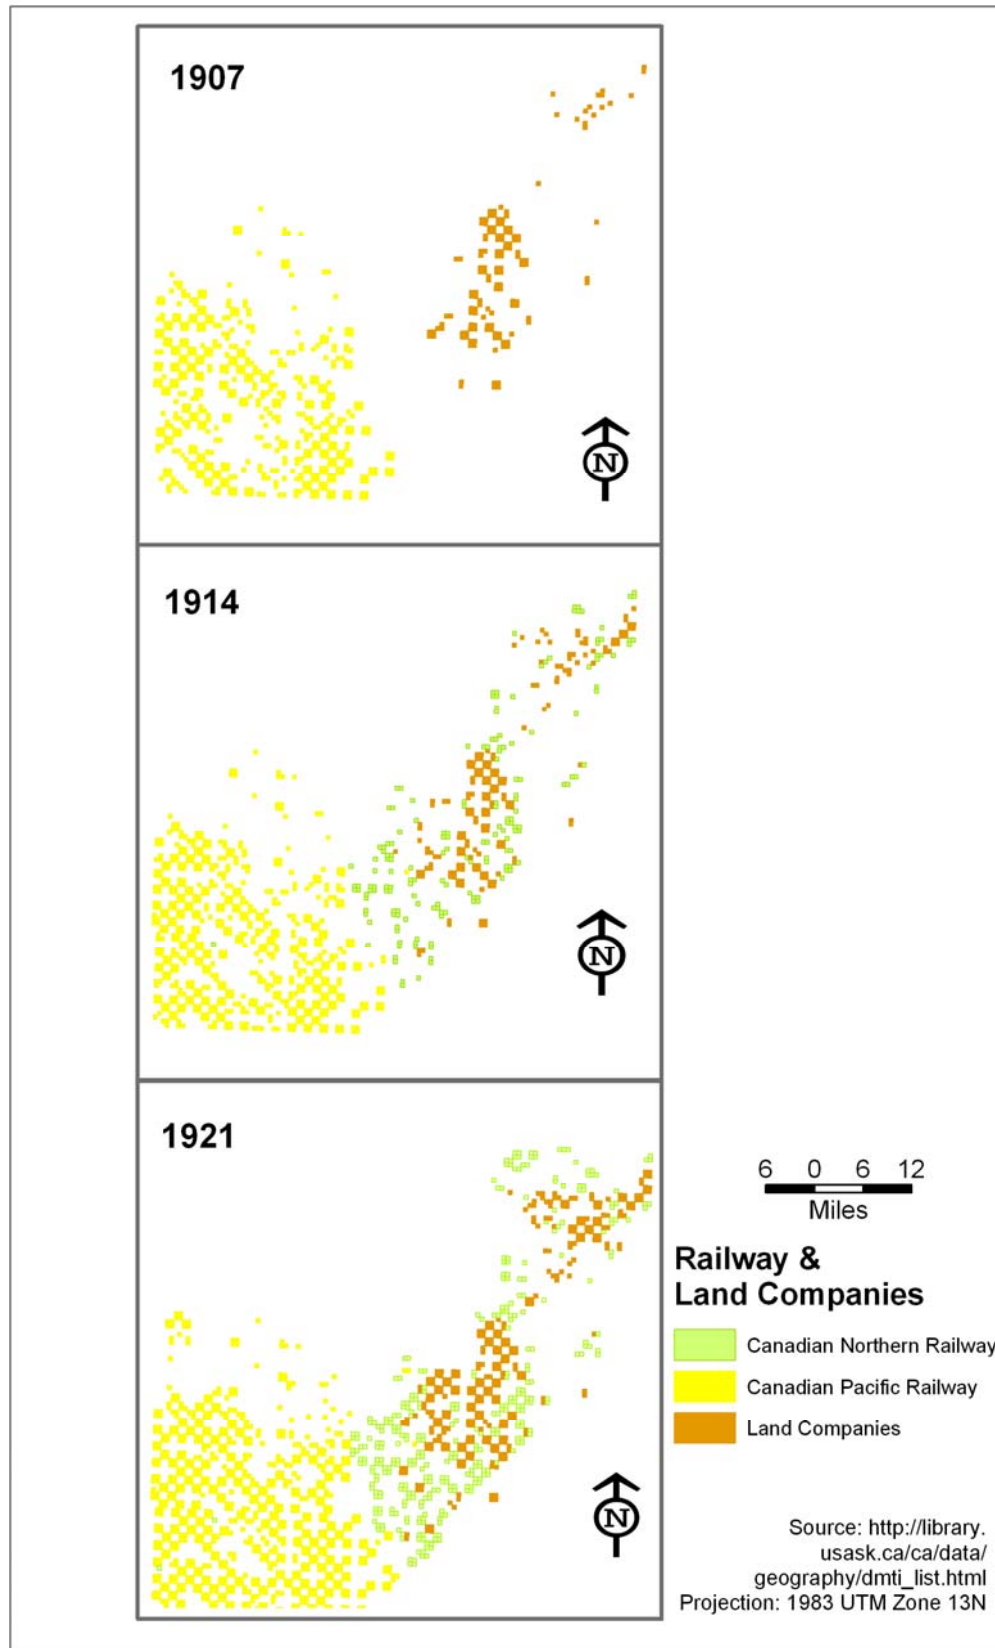 1907
N
1914
N
1921
N
6 0 6 12
Miles
Railway &
Land Companies
Canadian Northern Railway
Canadian Pacific Railway
Land Companies
Source: http://library.
usask.ca/ca/data/
geography/dmti_list.html
Projection: 1983 UTM Zone 13N